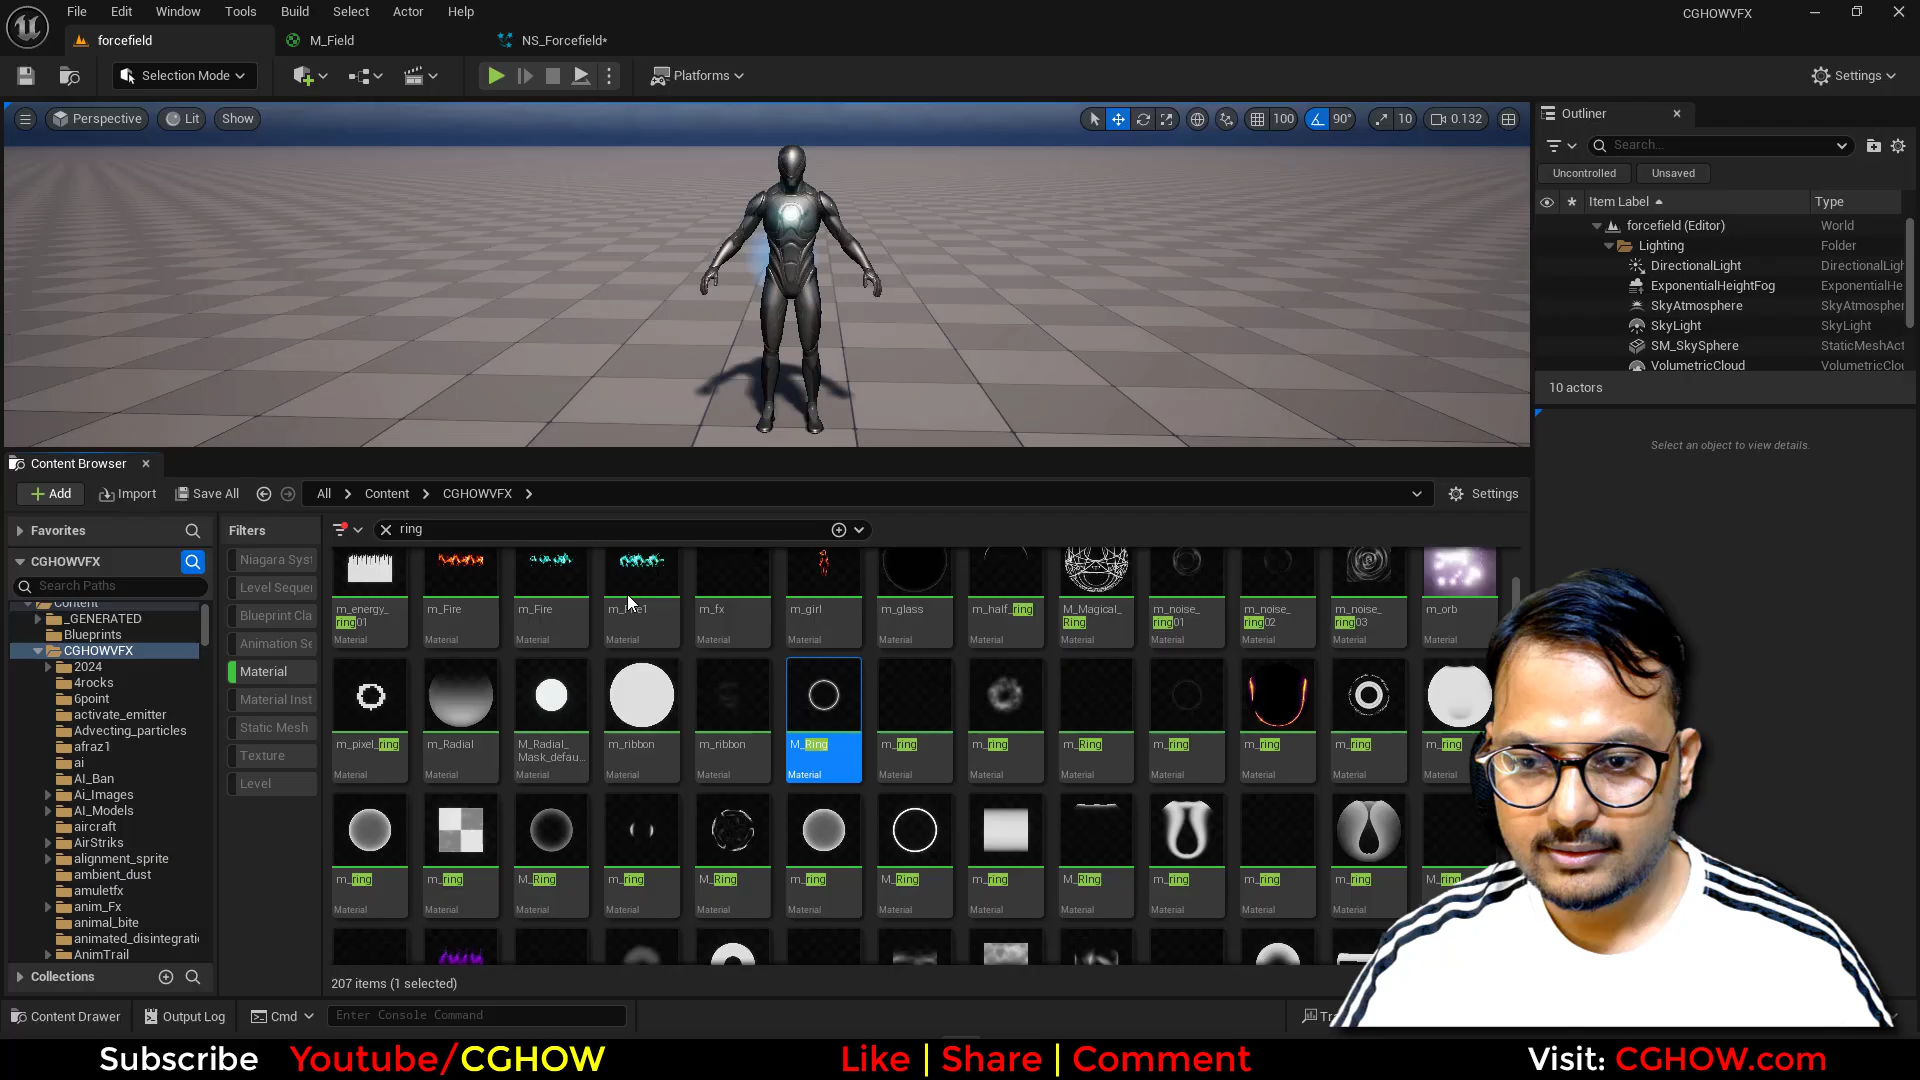 File Edit Window Tools Build Select Actor Help
CGHOWVFX
forcefield
M_Field
NS_Forcefield*
Selection Mode
Platforms
Settings
Perspective
Lit
Show
100
90°
10
0.132
Outliner
Search...
Uncontrolled
Unsaved
Item Label
Type
forcefield (Editor)
World
Lighting
Folder
DirectionalLight
DirectionalLigh
ExponentialHeightFog
ExponentialHe
SkyAtmosphere
SkyAtmospher
SkyLight
SkyLight
SM_SkySphere
StaticMeshAct
VolumetricCloud
VolumetricClou
10 actors
Select an object to view details.
Content Browser
Add
Import
Save All
All
Content
CGHOWVFX
Settings
Favorites
CGHOWVFX
Search Paths
Content
_GENERATED
Blueprints
CGHOWVFX
2024
4rocks
6point
activate_emitter
Advecting_particles
afraz1
ai
AI_Ban
Ai_Images
AI_Models
aircraft
AirStriks
alignment_sprite
ambient_dust
amuletfx
anim_Fx
animal_bite
animated_disintegrati
AnimTrail
Collections
Filters
Niagara Syst
Level Sequen
Blueprint Cla
Animation Se
Material
Material Inst
Static Mesh
Texture
Level
ring
m_energy_ring01 Material
m_Fire Material
m_Fire Material
Material
m_fx Material
m_girl Material
m_glass Material
m_half_ring Material
M_Magical_Ring Material
m_noise_ring01 Material
m_noise_ring02 Material
m_noise_ring03 Material
m_orb Material
m_pixel_ring Material
m_Radial Material
M_Radial_Mask_defau... Material
m_ribbon Material
m_ribbon Material
M_Ring Material
m_ring Material
m_ring Material
m_Ring Material
m_ring Material
m_ring Material
m_ring Material
m_ring Material
m_ring Material
m_ring Material
M_Ring Material
m_ring Material
M_Ring Material
m_ring Material
M_Ring Material
m_ring Material
M_RIng Material
m_ring Material
m_ring Material
m_ring Material
M_ring
207 items (1 selected)
Content Drawer
Output Log
Cmd
Enter Console Command
Tr
Subscribe Youtube/CGHOW
Like | Share | Comment
Visit: CGHOW.com